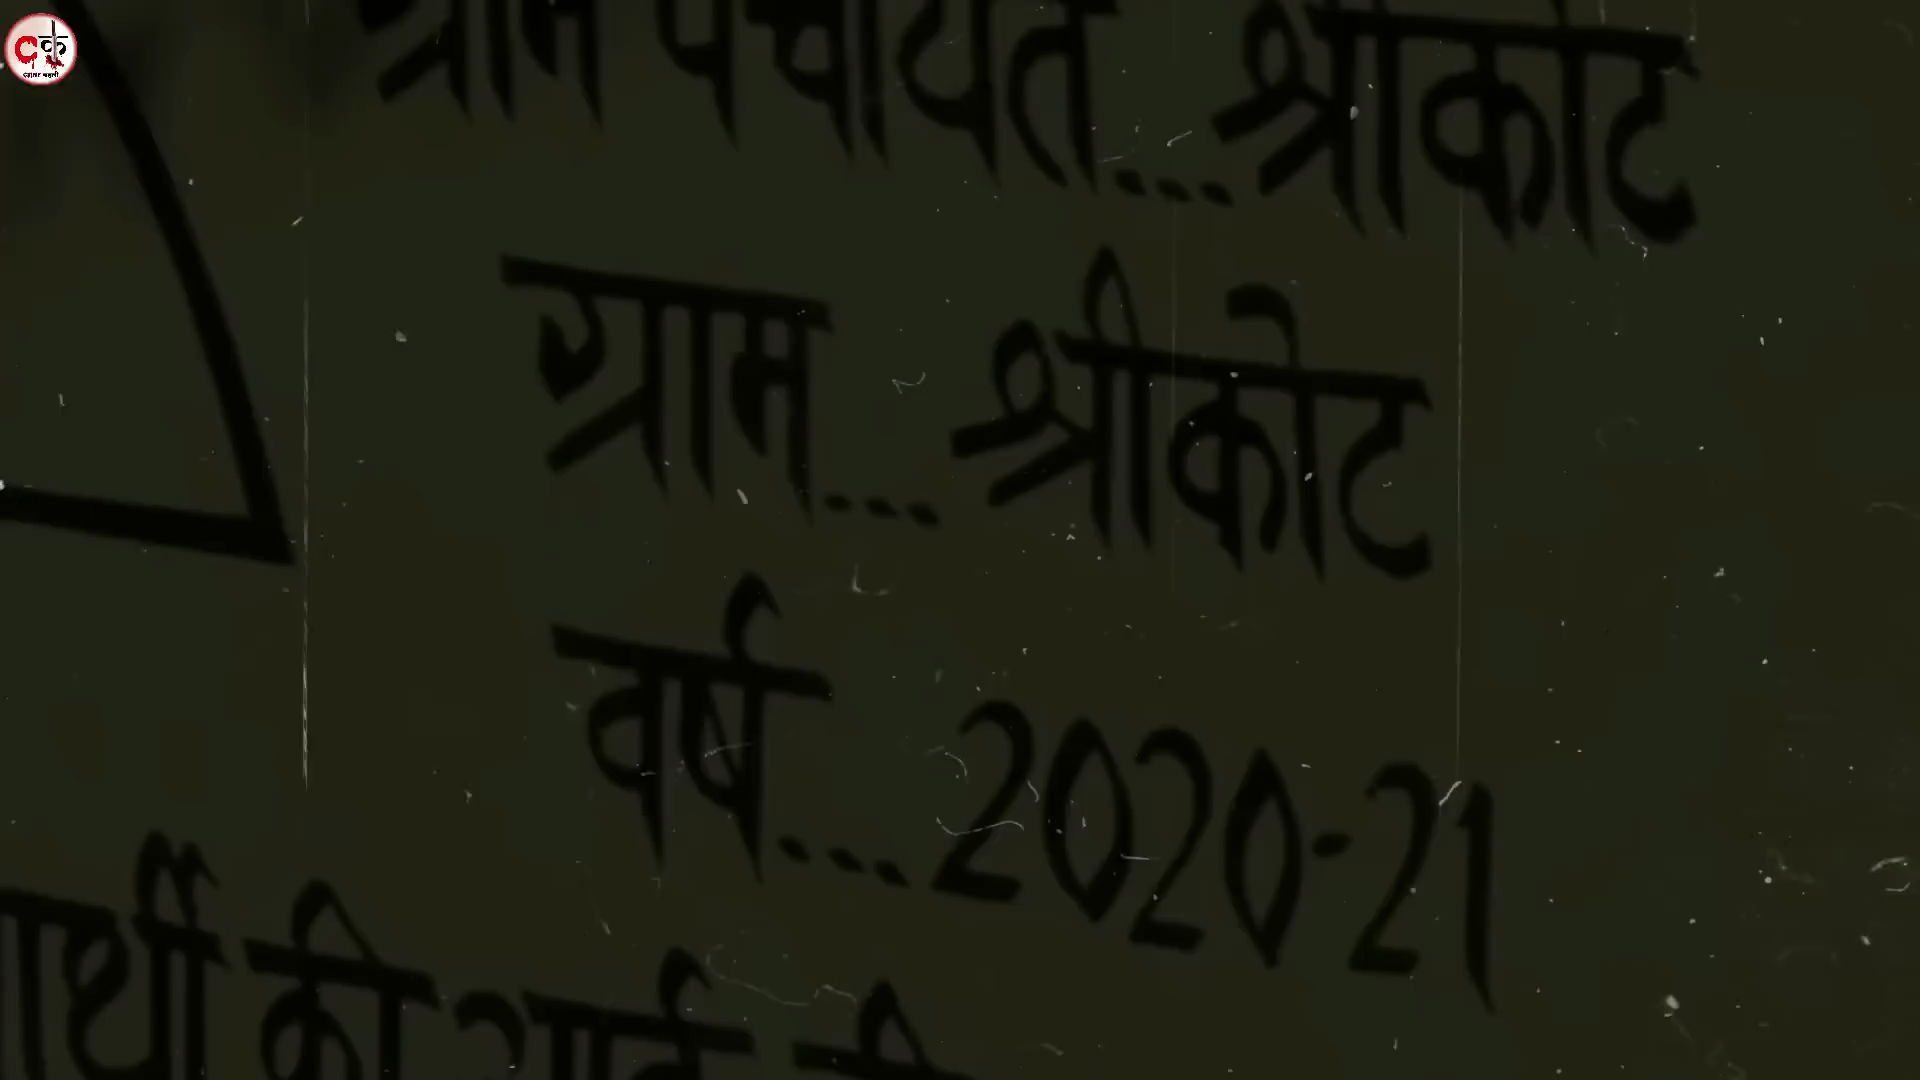 ग्राम पंचायत... श्रीकोट
ग्राम... श्रीकोट
वर्ष... 2020-21
की